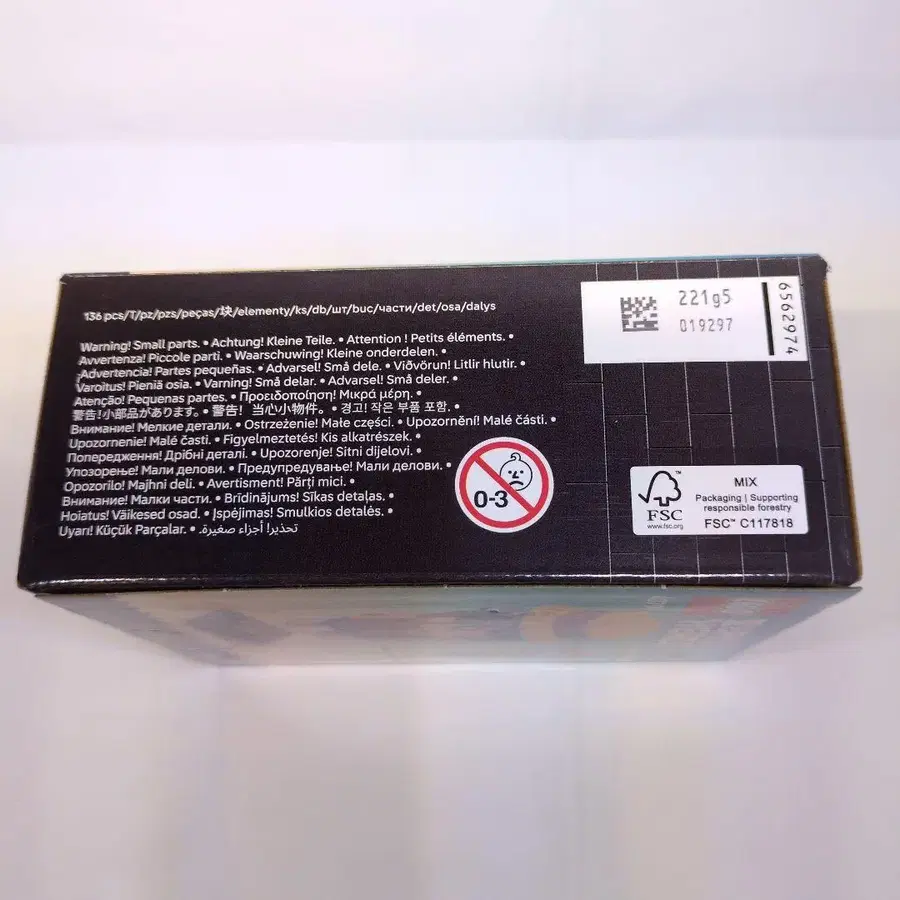 136 pcs/T/pz/pzs/peças/块/elementy/ks/db/шт/buc/части/det/osa/dalys
Warning! Small parts. • Achtung! Kleine Teile. • Attention ! Petits éléments. •
Avvertenza! Piccole parti. • Waarschuwing! Kleine onderdelen. •
¡Advertencia! Partes pequeñas. • Advarsel! Små dele. • Viðvörun! Litlir hlutir. •
Varoitus! Pieniä osia. • Varning! Små delar. • Advarsel! Små deler. •
Atenção! Pequenas partes. • Προειδοποίηση! Μικρά μέρη. •
警告!小部品があります。• 警告! 当心小物件。• 경고! 작은 부품 포함. •
Внимание! Мелкие детали. • Ostrzeżenie! Małe części. • Upozornění! Malé části. •
Upozornenie! Malé časti. • Figyelmeztetés! Kis alkatrészek. •
Попередження! Дрібні деталі. • Upozorenje! Sitni dijelovi. •
Упозорење! Мали делови. • Предупредување! Мали делови. •
Opozorilo! Majhni deli. • Avertisment! Părți mici. •
Внимание! Малки части. • Brīdinājums! Sīkas detaļas. •
Hoiatus! Väikesed osad. • Įspėjimas! Smulkios detalės. •
Uyarı! Küçük Parçalar. • تحذير! أجزاء صغيرة.
0-3
221g5
019297
6562974
FSC™
www.fsc.org
MIX
Packaging | Supporting
responsible forestry
FSC™ C117818